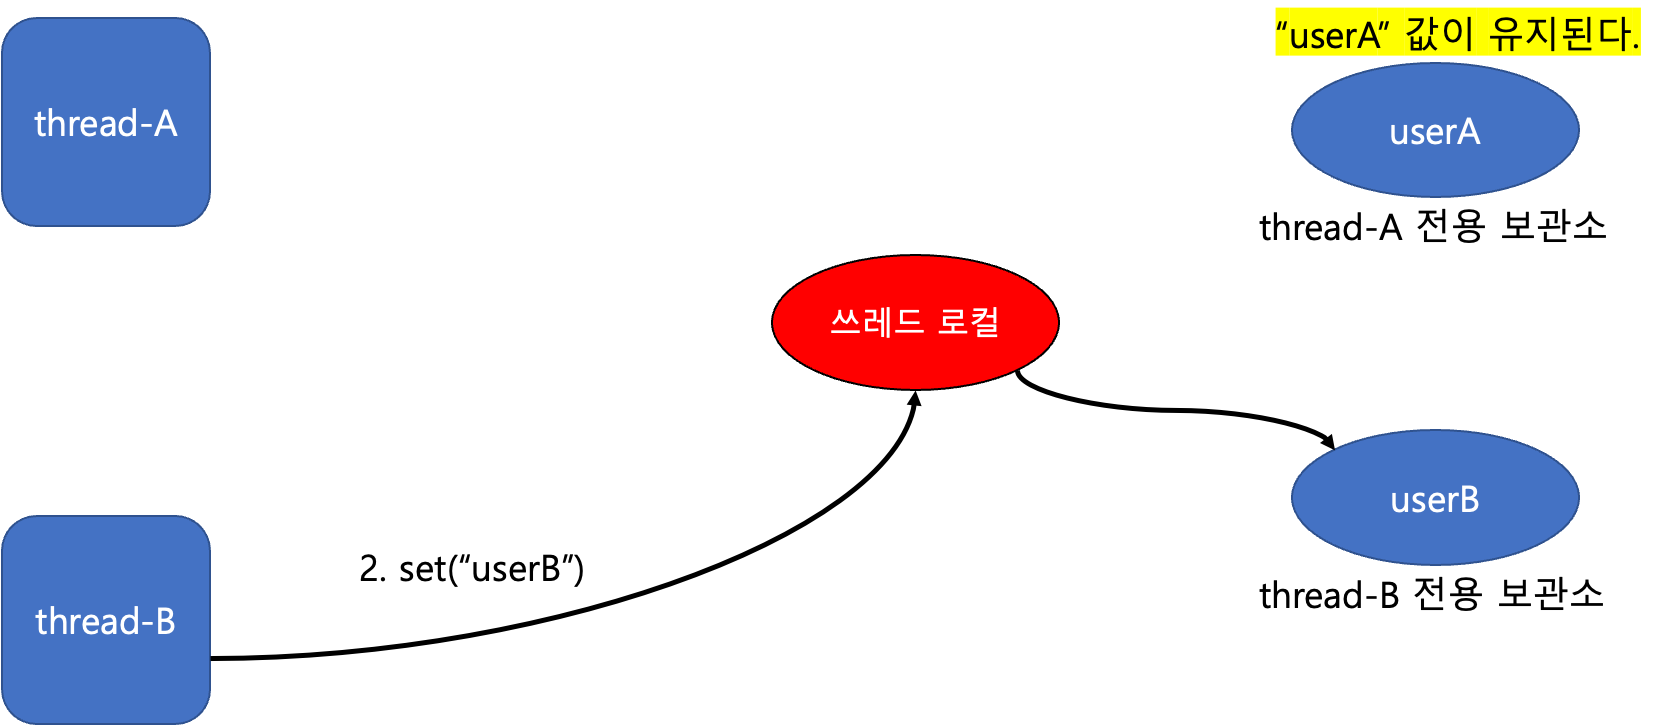 “userA” 값이 유지된다.
thread-A
userA
thread-A 전용 보관소
쓰레드 로컬
userB
2. set(“userB”)
thread-B 전용 보관소
thread-B